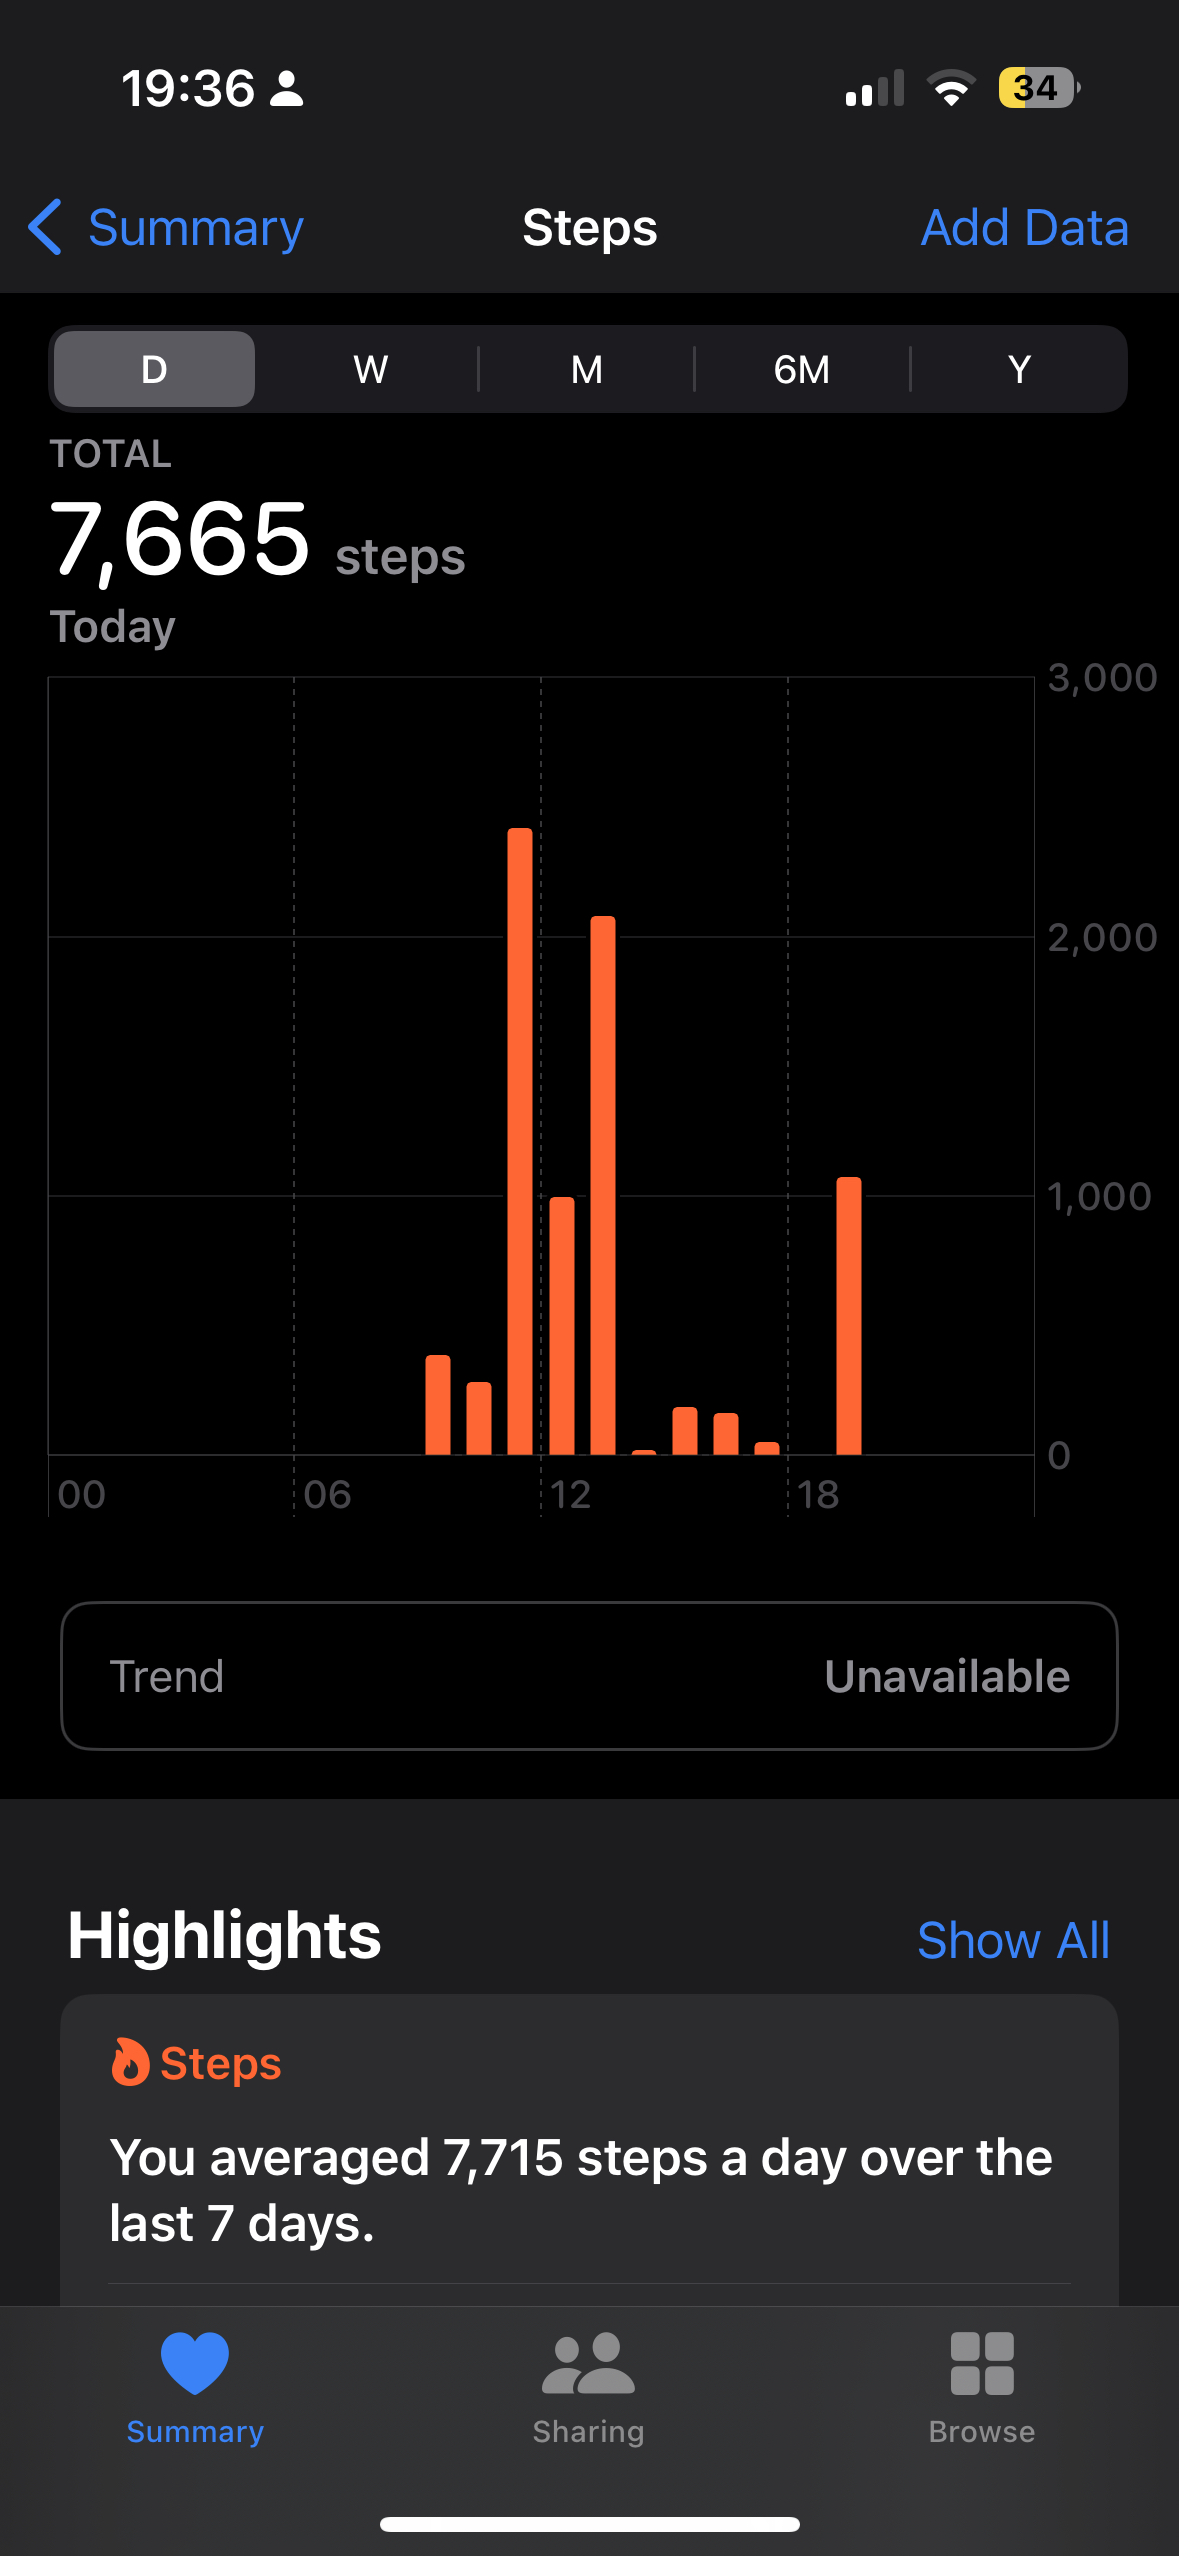 19:36
34
Summary
Steps
Add Data
D
W
M
6M
Y
TOTAL
7,665 steps
Today
3,000
2,000
1,000
0
00
06
12
18
Trend
Unavailable
Highlights
Show All
Steps
You averaged 7,715 steps a day over the
last 7 days.
Summary
Sharing
Browse